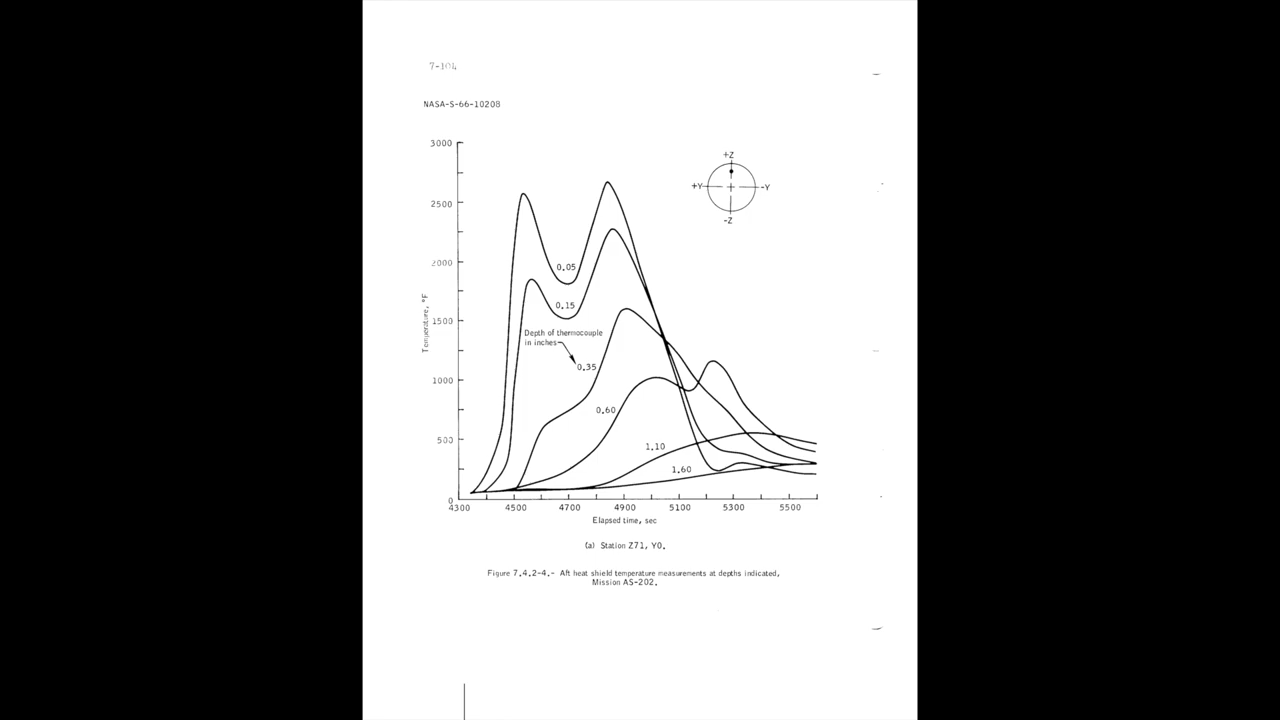 7-104
NASA-S-66-10208
3000
2500
2000
1500
1000
500
0
Temperature, °F
+Z
+Y
-Y
-Z
0.05
0.15
Depth of thermocouple
in inches
0.35
0.60
1.10
1.60
4300 4500 4700 4900 5100 5300 5500
Elapsed time, sec
(a) Station Z71, Y0.
Figure 7.4.2-4.- Aft heat shield temperature measurements at depths indicated,
Mission AS-202.